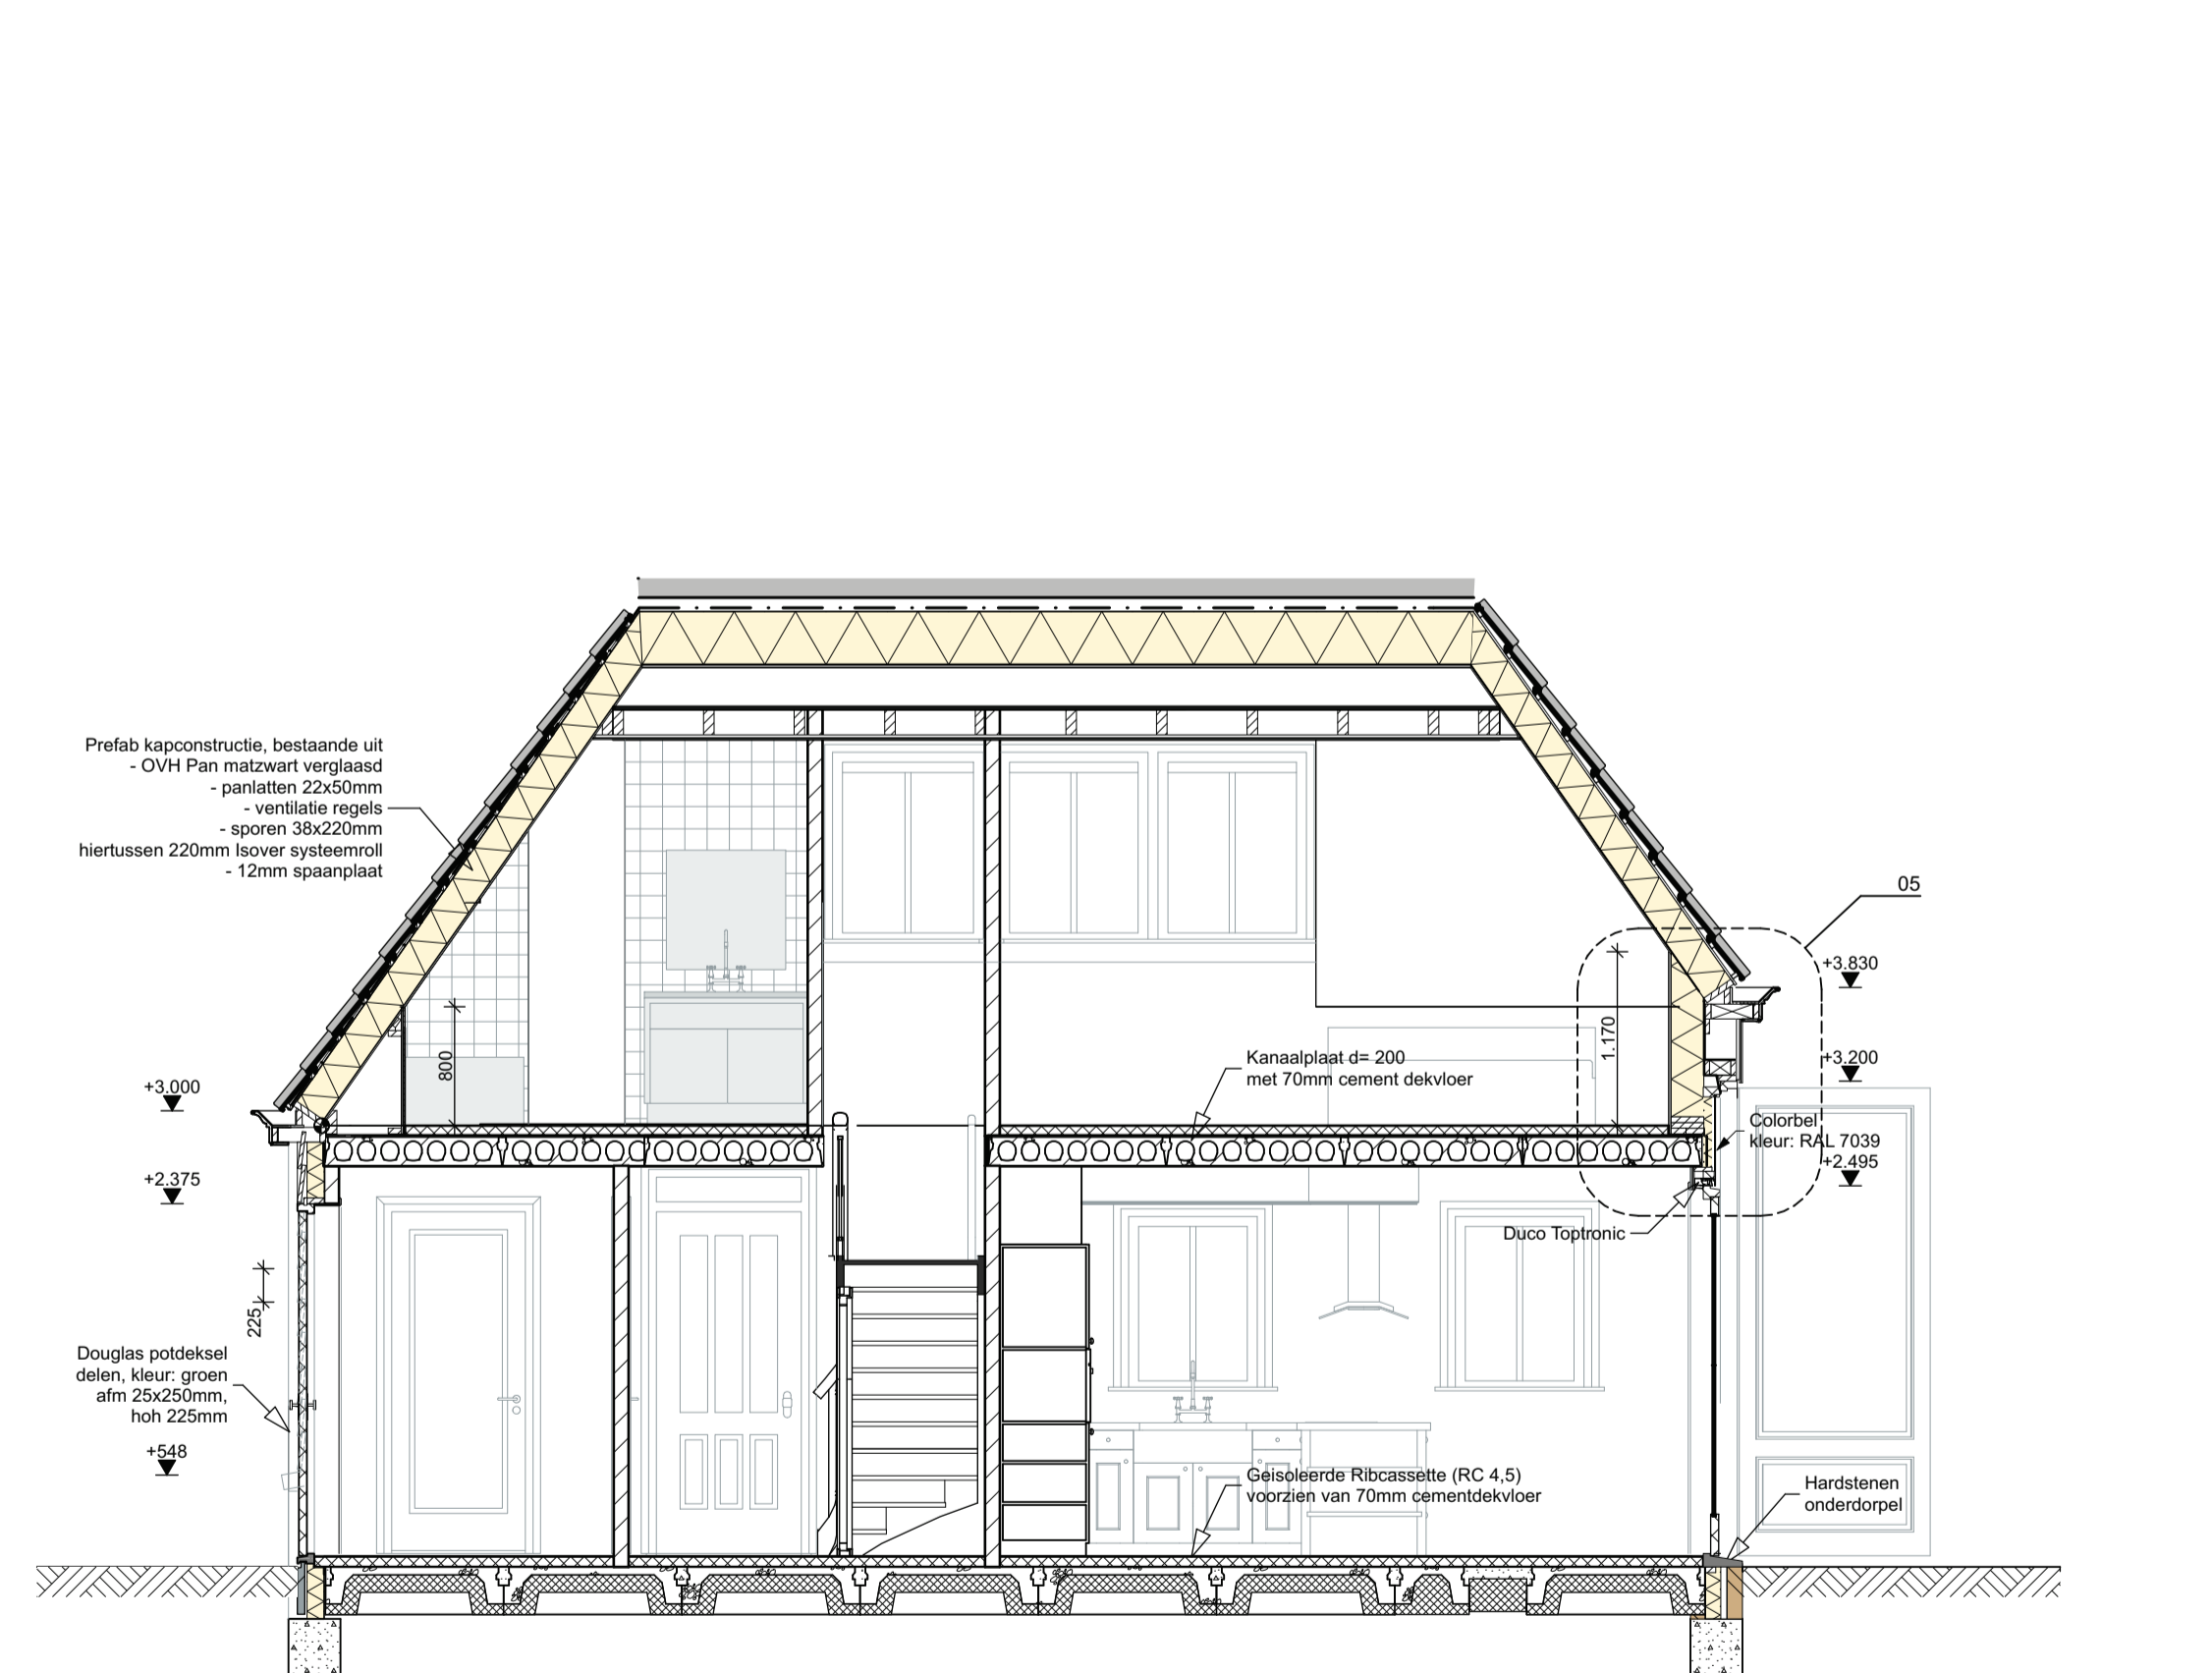 Prefab kapconstructie, bestaande uit
- OVH Pan matzwart verglaasd
- panlatten 22x50mm
- ventilatie regels
- sporen 38x220mm
hiertussen 220mm Isover systeemroll
- 12mm spaanplaat
05
+3.830
1.170
800
Kanaalplaat d= 200
met 70mm cement dekvloer
+3.200
+3.000
Colorbel
kleur: RAL 7039
+2.495
+2.375
Duco Toptronic
225
Douglas potdeksel
delen, kleur: groen
afm 25x250mm,
hoh 225mm
+548
Geisoleerde Ribcassette (RC 4,5)
voorzien van 70mm cementdekvloer
Hardstenen
onderdorpel